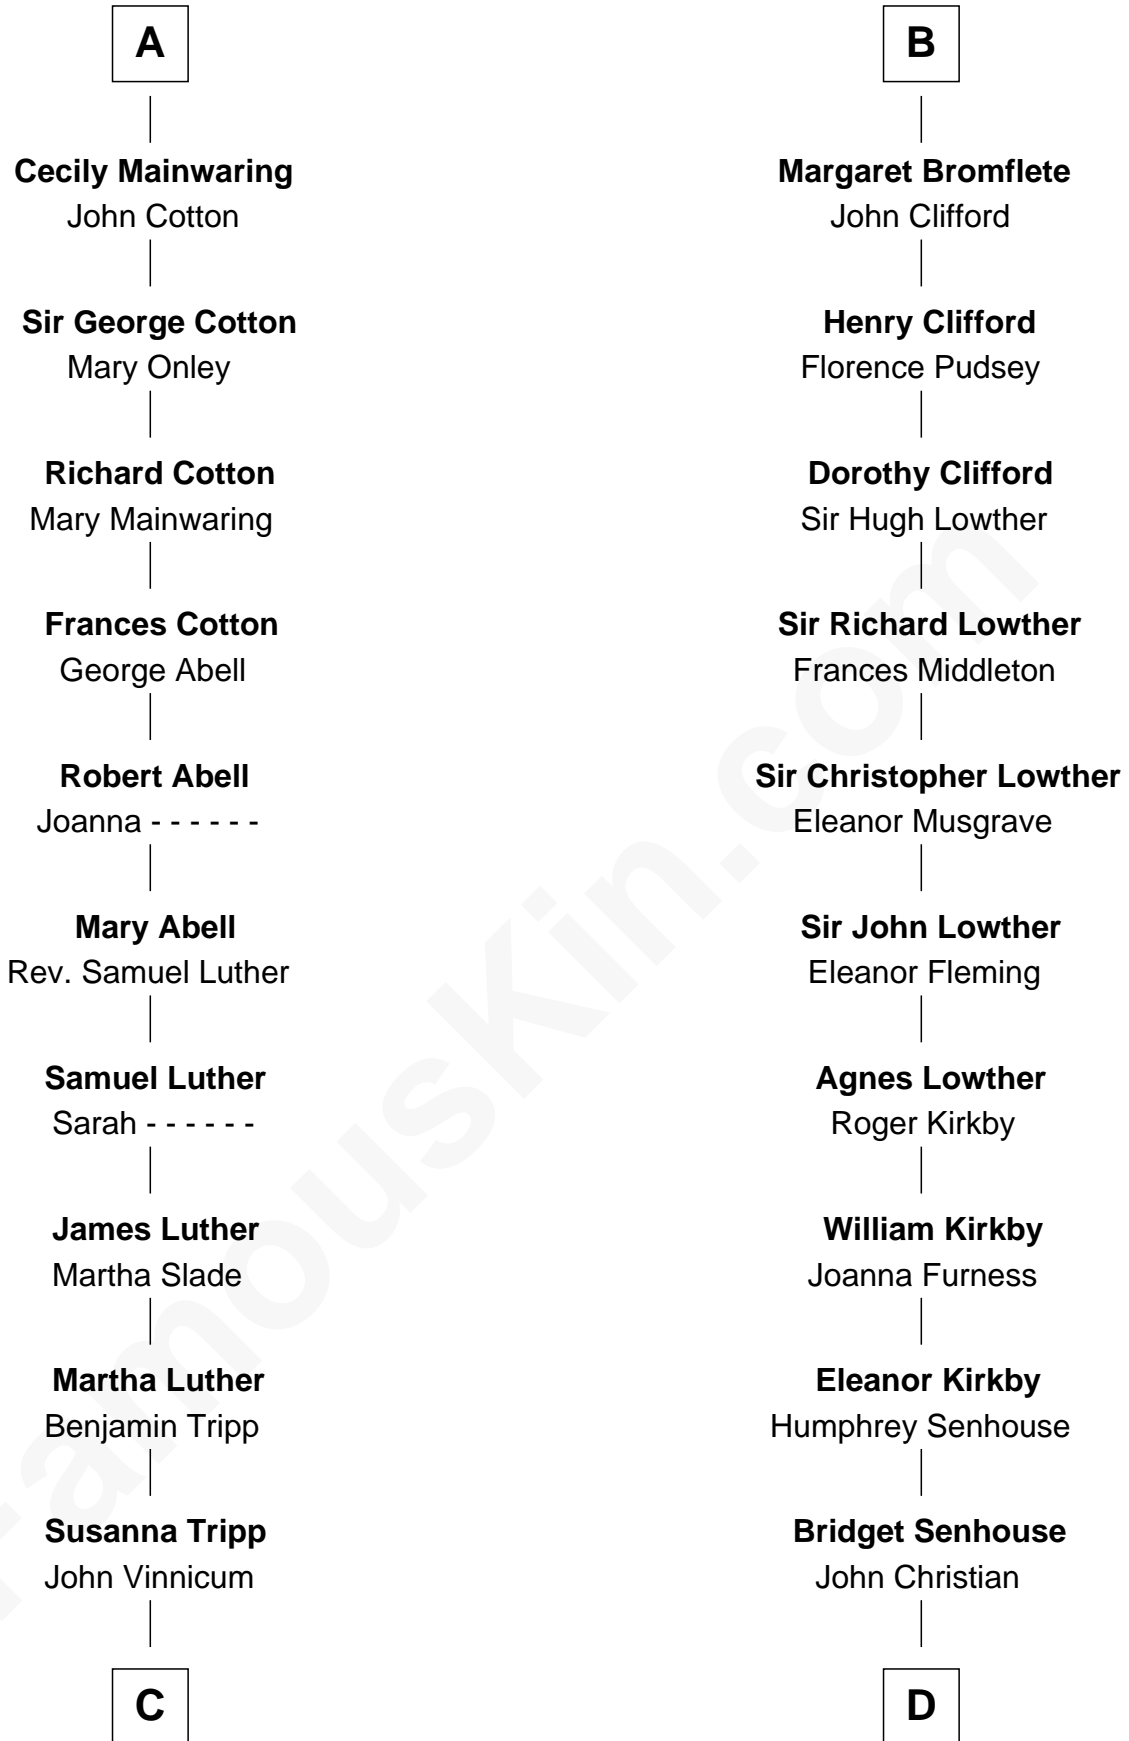 A
Cecily Mainwaring
John Cotton
Sir George Cotton
Mary Onley
Richard Cotton
Mary Mainwaring
Frances Cotton
George Abell
Robert Abell
Joanna - - - - - -
Mary Abell
Rev. Samuel Luther
Samuel Luther
Sarah - - - - - -
James Luther
Martha Slade
Martha Luther
Benjamin Tripp
Susanna Tripp
John Vinnicum
C
B
Margaret Bromflete
John Clifford
Henry Clifford
Florence Pudsey
Dorothy Clifford
Sir Hugh Lowther
Sir Richard Lowther
Frances Middleton
Sir Christopher Lowther
Eleanor Musgrave
Sir John Lowther
Eleanor Fleming
Agnes Lowther
Roger Kirkby
William Kirkby
Joanna Furness
Eleanor Kirkby
Humphrey Senhouse
Bridget Senhouse
John Christian
D
FamousKin.com